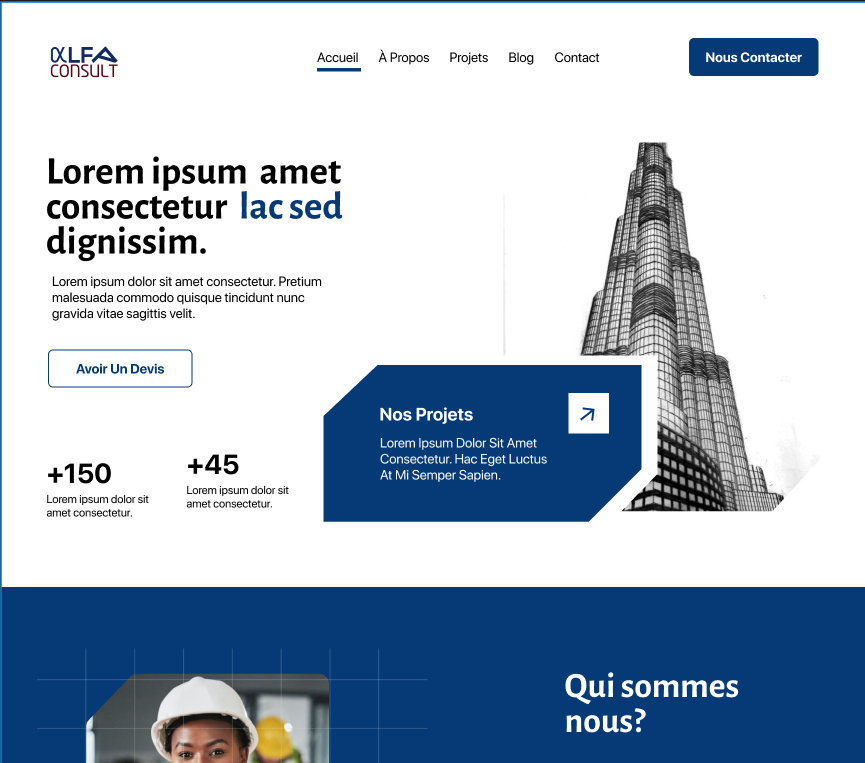 αLFA
CONSULT
Accueil
À Propos
Projets
Blog
Contact
Nous Contacter
Lorem ipsum amet
consectetur lac sed
dignissim.
Lorem ipsum dolor sit amet consectetur. Pretium
malesuada commodo quisque tincidunt nunc
gravida vitae sagittis velit.
Avoir Un Devis
+150
Lorem ipsum dolor sit
amet consectetur.
+45
Lorem ipsum dolor sit
amet consectetur.
Nos Projets
Lorem Ipsum Dolor Sit Amet
Consectetur. Hac Eget Luctus
At Mi Semper Sapien.
Qui sommes
nous?